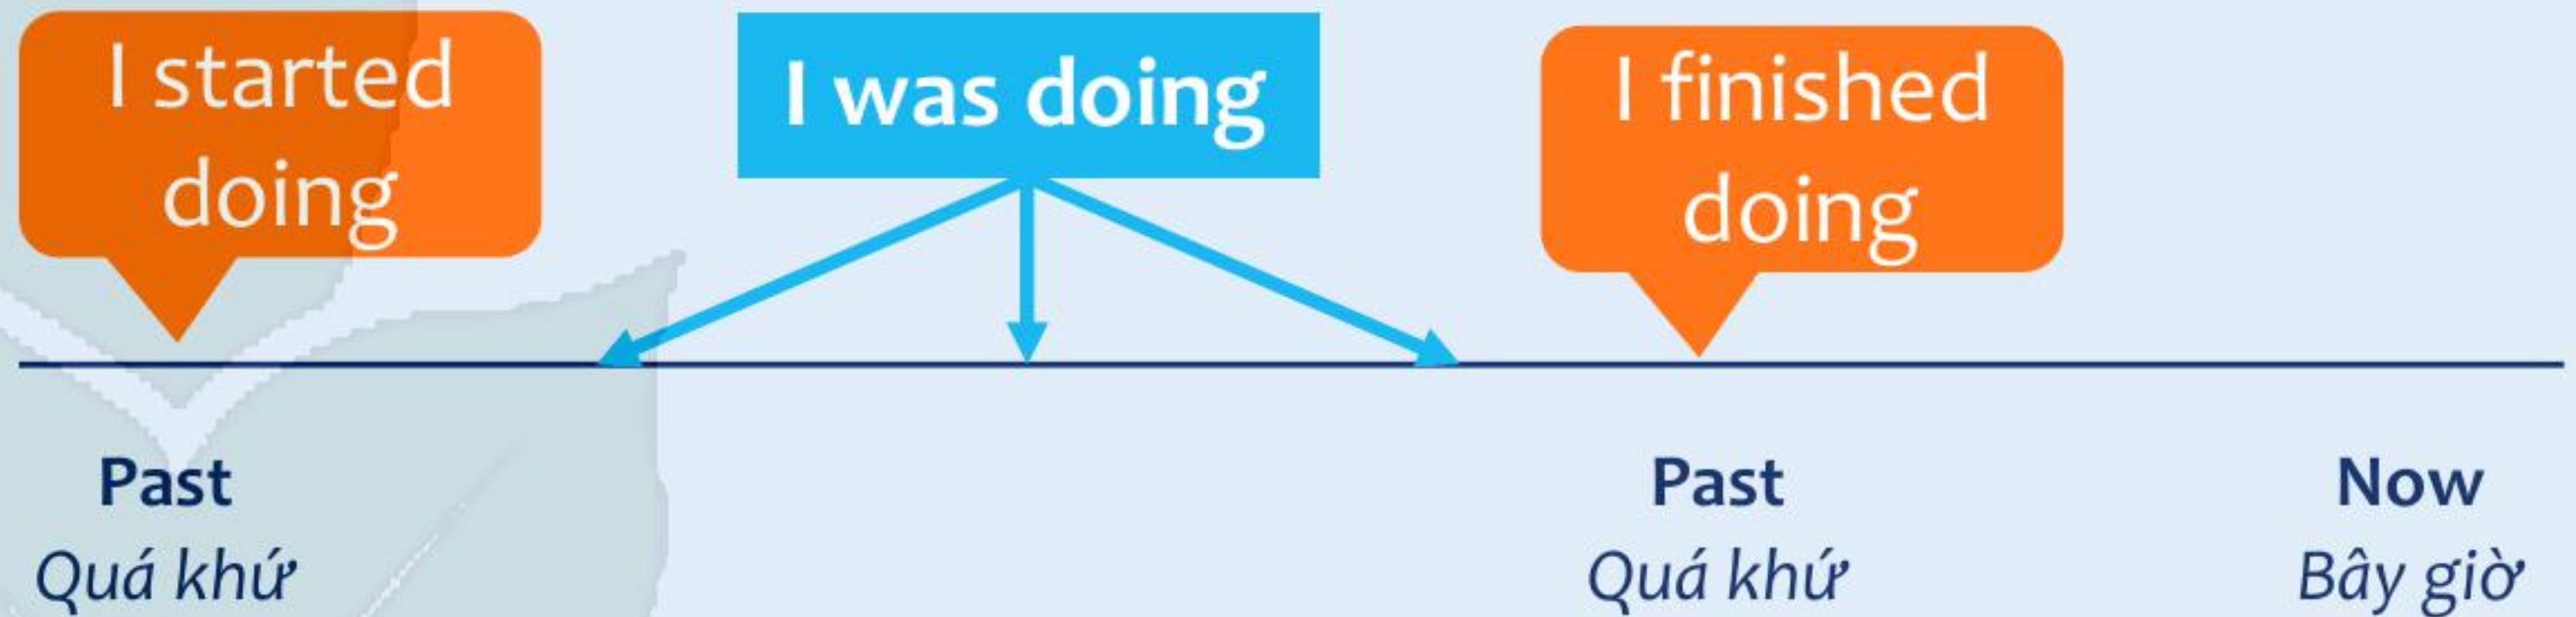 I started
doing
I was doing
I finished
doing
Past
Quá khứ
Past
Quá khứ
Now
Bây giờ